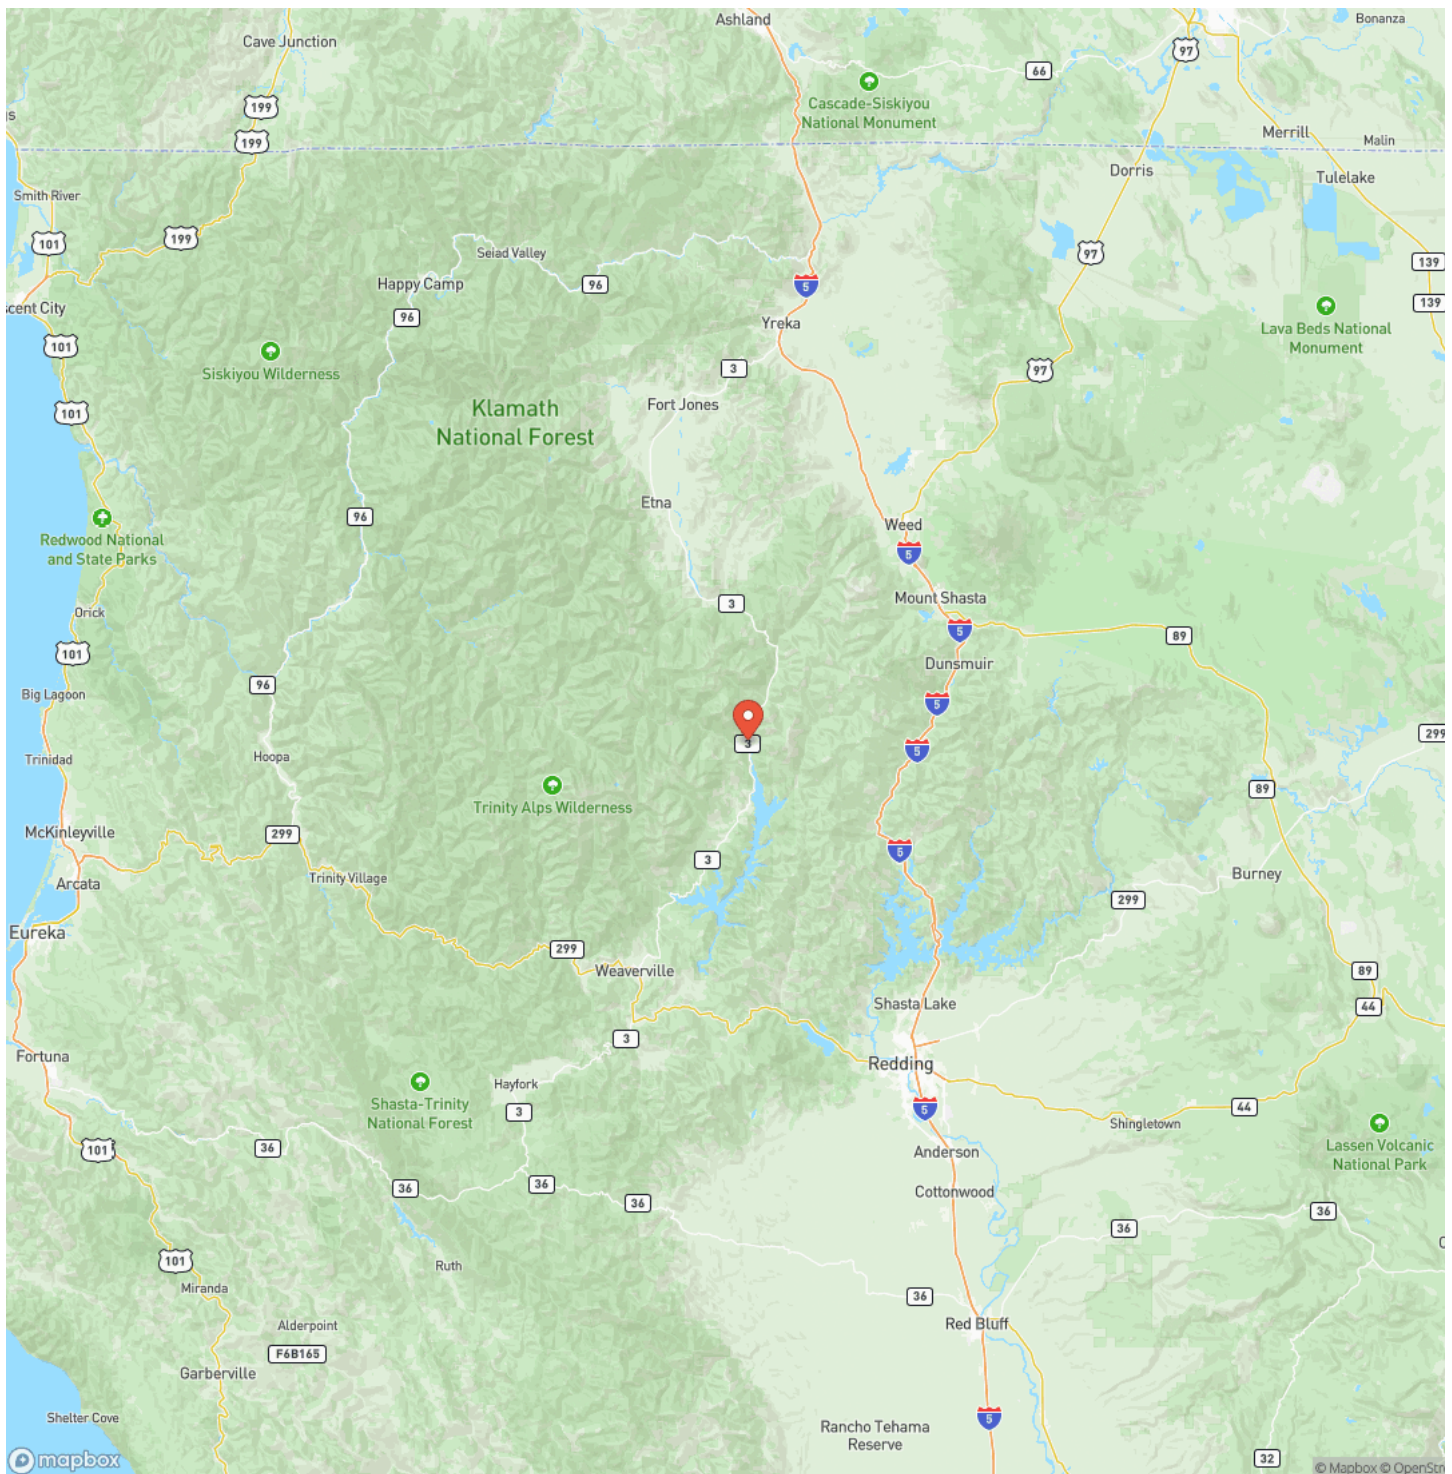 Ashland
Bonanza
Cave Junction
97
66
199
Cascade-Siskiyou
National Monument
199
Merrill
Malin
Dorris
Tulelake
Smith River
101
199
Seiad Valley
97
139
Happy Camp
96
5
139
scent City
96
Yreka
Lava Beds National
Monument
101
Siskiyou Wilderness
3
97
101
Klamath
National Forest
Fort Jones
Etna
96
Weed
Redwood National
and State Parks
5
Mount Shasta
3
Orick
5
89
101
Dunsmuir
96
Big Lagoon
5
299
Trinidad
Hoopa
3
5
89
Trinity Alps Wilderness
McKinleyville
299
5
3
Arcata
Trinity Village
Burney
299
Eureka
299
Weaverville
89
Shasta Lake
44
3
Fortuna
Redding
Hayfork
Shasta-Trinity
National Forest
3
5
44
Shingletown
101
36
Anderson
Lassen Volcanic
National Park
36
36
Cottonwood
36
36
36
101
Ruth
Miranda
36
Alderpoint
Red Bluff
F6B165
Garberville
Shelter Cove
5
Rancho Tehama
Reserve
32
mapbox
© Mapbox © OpenStre